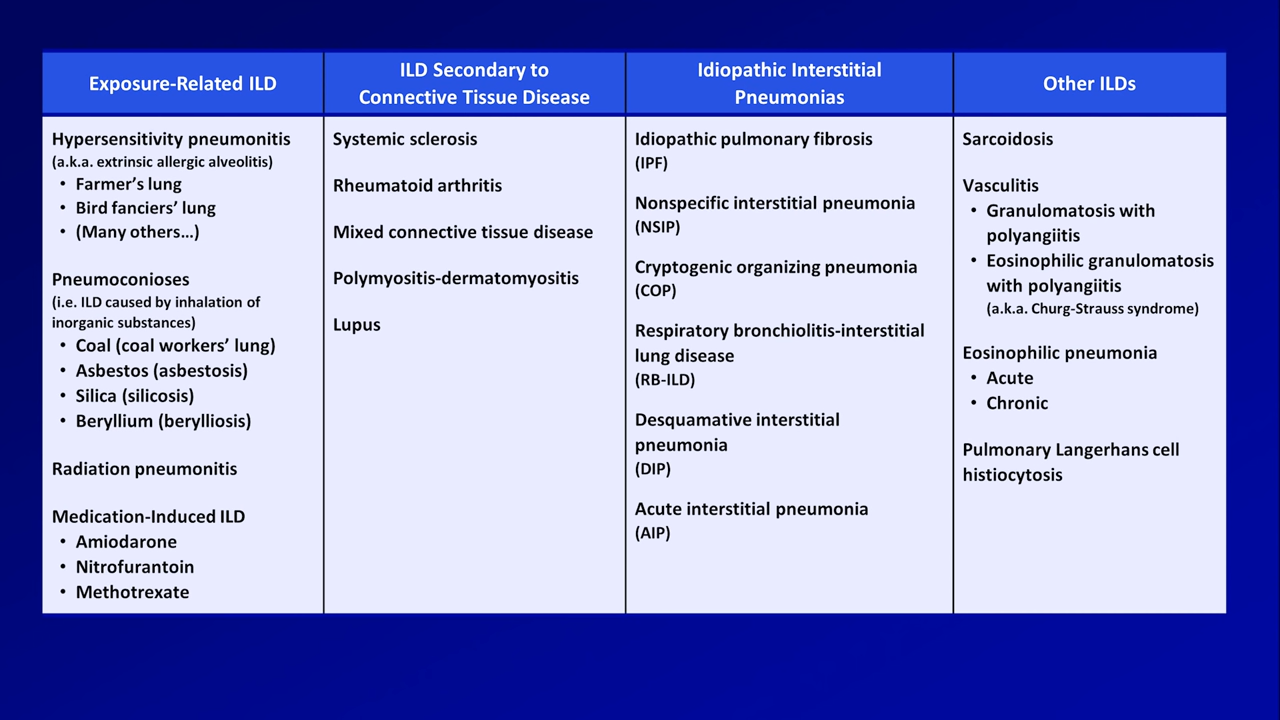 Exposure-Related ILD
Hypersensitivity pneumonitis
(a.k.a. extrinsic allergic alveolitis)
• Farmer's lung
• Bird fanciers' lung
• (Many others…)
Pneumoconioses
(i.e. ILD caused by inhalation of
inorganic substances)
• Coal (coal workers' lung)
• Asbestos (asbestosis)
• Silica (silicosis)
• Beryllium (berylliosis)
Radiation pneumonitis
Medication-Induced ILD
• Amiodarone
• Nitrofurantoin
• Methotrexate
ILD Secondary to
Connective Tissue Disease
Systemic sclerosis
Rheumatoid arthritis
Mixed connective tissue disease
Polymyositis-dermatomyositis
Lupus
Idiopathic Interstitial
Pneumonias
Idiopathic pulmonary fibrosis
(IPF)
Nonspecific interstitial pneumonia
(NSIP)
Cryptogenic organizing pneumonia
(COP)
Respiratory bronchiolitis-interstitial
lung disease
(RB-ILD)
Desquamative interstitial
pneumonia
(DIP)
Acute interstitial pneumonia
(AIP)
Other ILDs
Sarcoidosis
Vasculitis
• Granulomatosis with
polyangiitis
• Eosinophilic granulomatosis
with polyangiitis
(a.k.a. Churg-Strauss syndrome)
Eosinophilic pneumonia
• Acute
• Chronic
Pulmonary Langerhans cell
histiocytosis